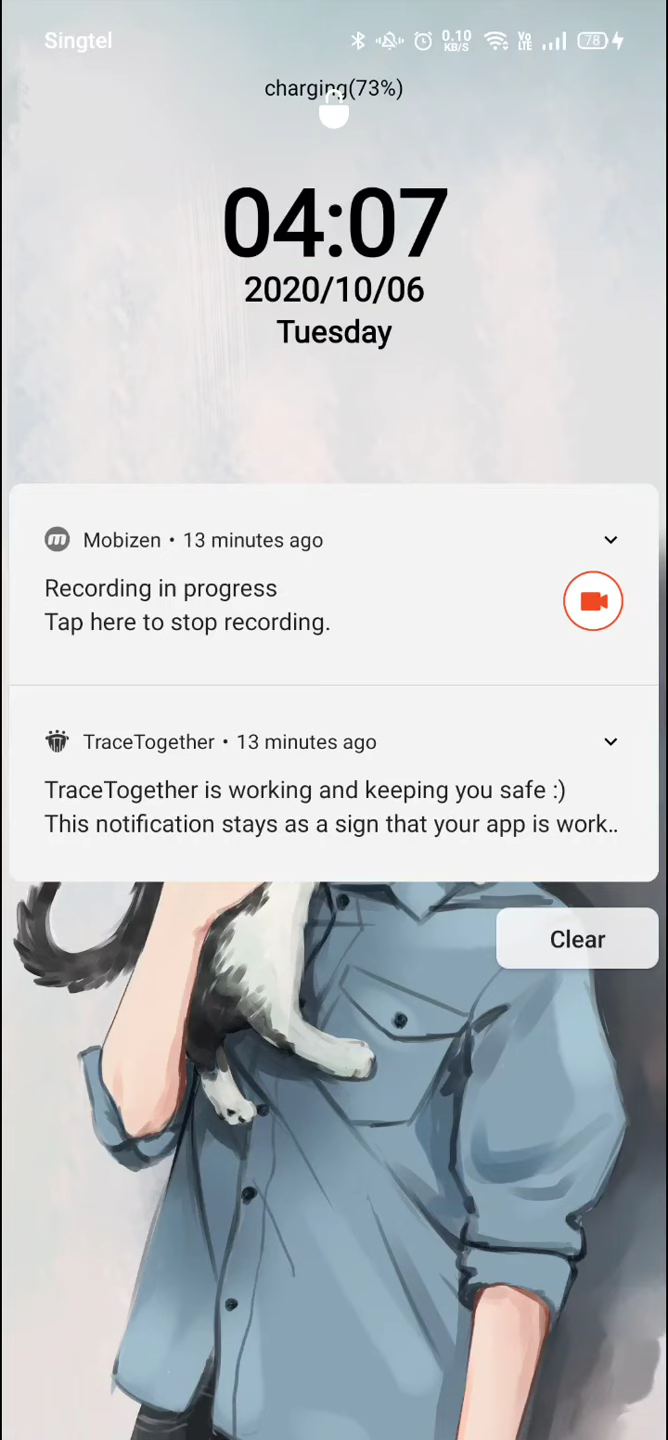 Singtel 0.10 KB/S Vo LTE 78
charging(73%)
04:07
2020/10/06
Tuesday
Mobizen • 13 minutes ago
Recording in progress
Tap here to stop recording.
TraceTogether • 13 minutes ago
TraceTogether is working and keeping you safe :)
This notification stays as a sign that your app is work..
Clear